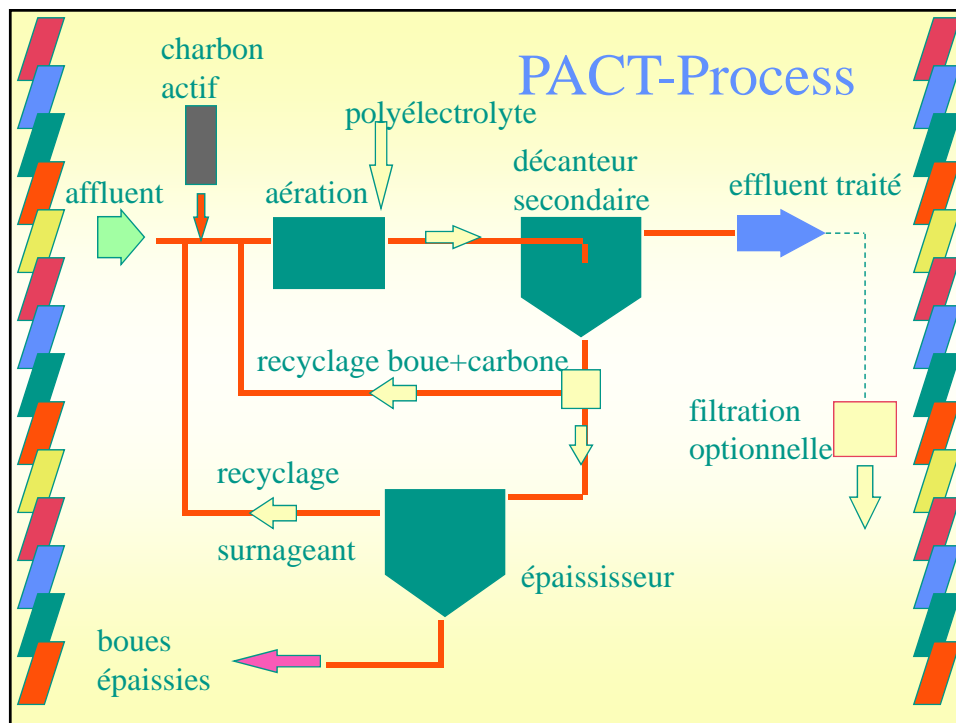 charbon
actif
PACT-Process
polyélectrolyte
affluent
aération
décanteur
secondaire
effluent traité
recyclage boue+carbone
filtration
optionnelle
recyclage
surnageant
épaississeur
boues
épaissies